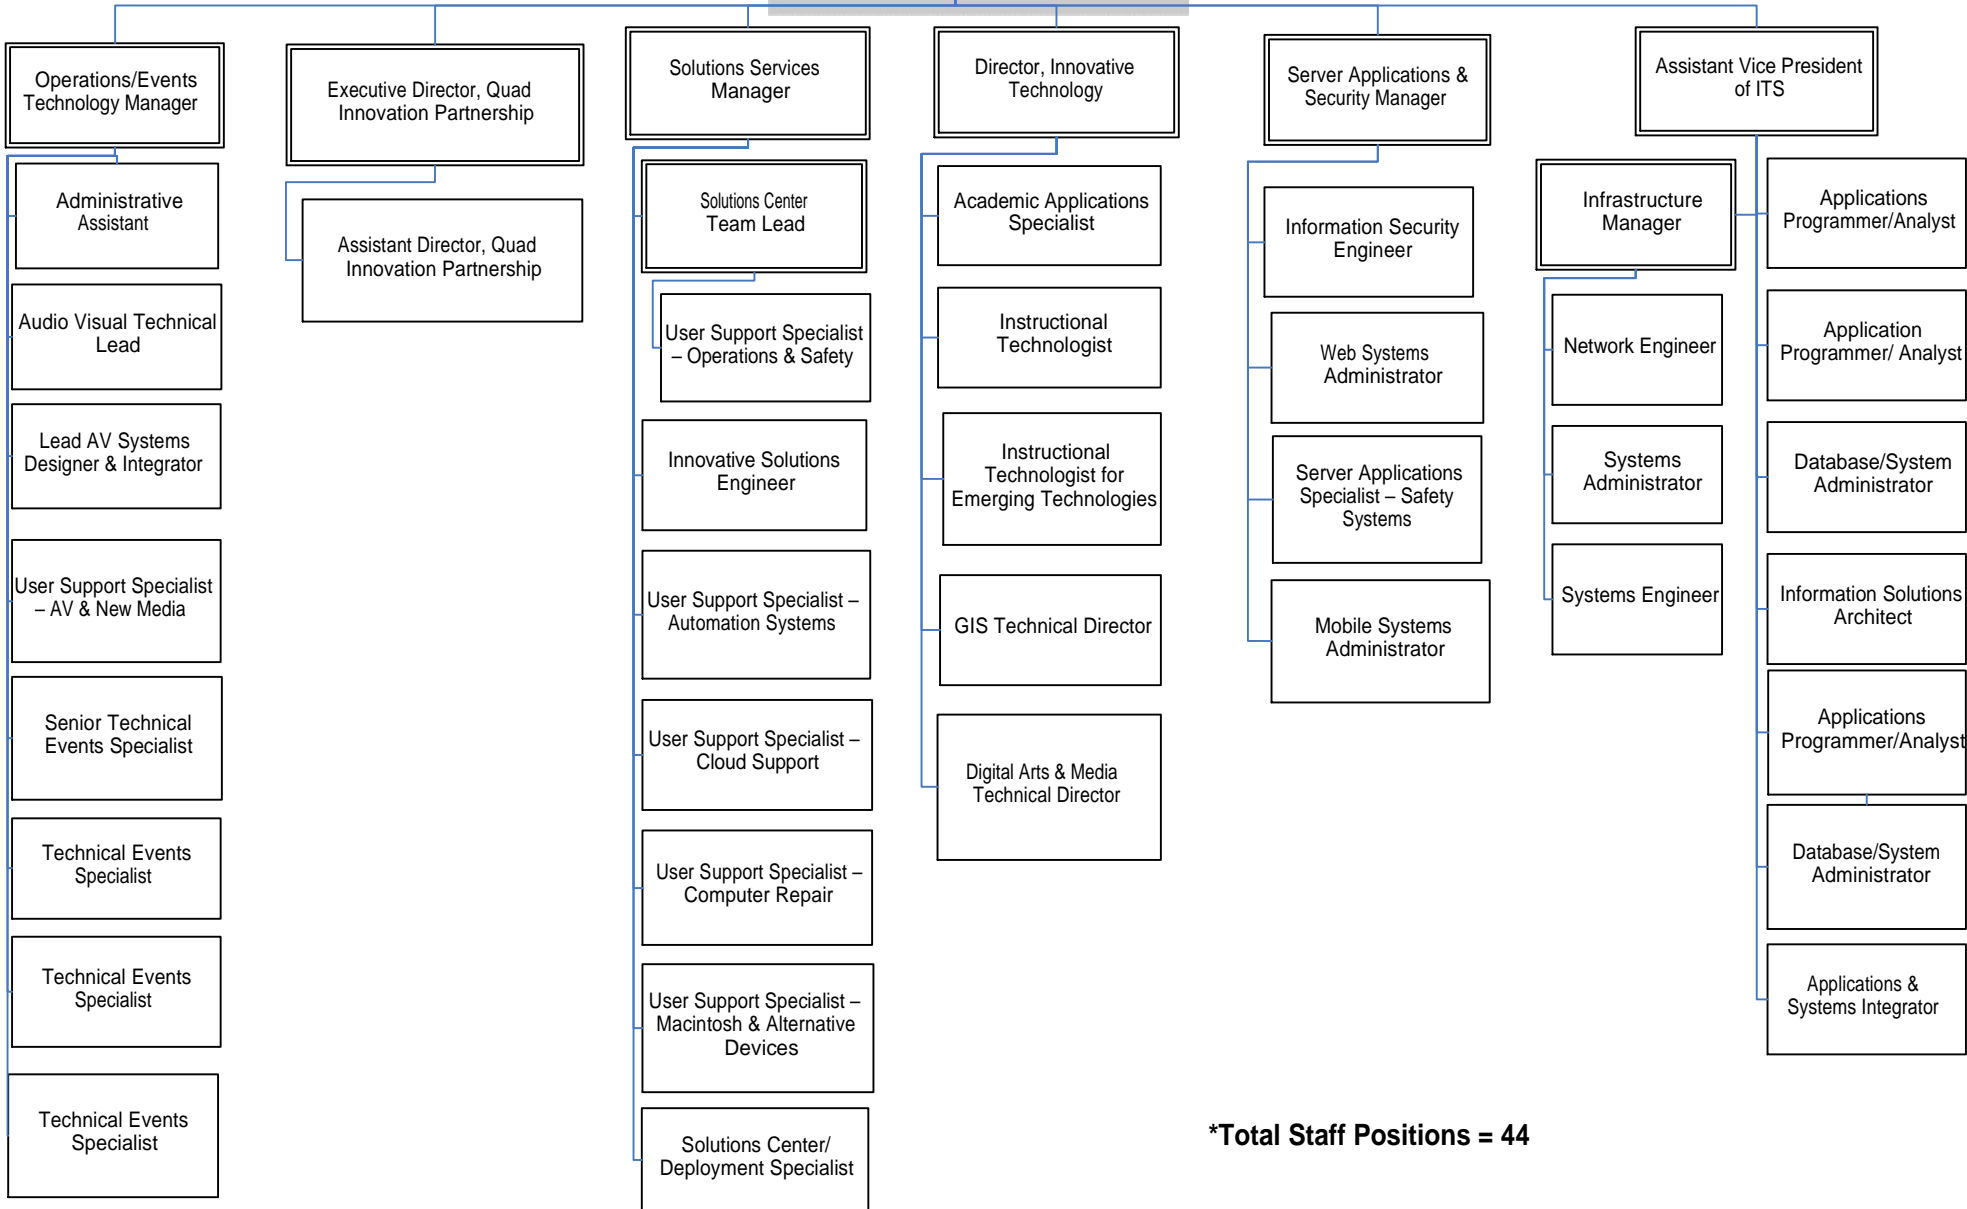 Operations/Events
Technology Manager
Administrative
Assistant
Audio Visual Technical
Lead
Lead AV Systems
Designer & Integrator
User Support Specialist
– AV & New Media
Senior Technical
Events Specialist
Technical Events
Specialist
Technical Events
Specialist
Technical Events
Specialist
Executive Director, Quad
Innovation Partnership
Assistant Director, Quad
Innovation Partnership
Solutions Services
Manager
Solutions Center
Team Lead
User Support Specialist
– Operations & Safety
Innovative Solutions
Engineer
User Support Specialist –
Automation Systems
User Support Specialist –
Cloud Support
User Support Specialist –
Computer Repair
User Support Specialist –
Macintosh & Alternative
Devices
Solutions Center/
Deployment Specialist
Director, Innovative
Technology
Academic Applications
Specialist
Instructional
Technologist
Instructional
Technologist for
Emerging Technologies
GIS Technical Director
Digital Arts & Media
Technical Director
Server Applications &
Security Manager
Information Security
Engineer
Web Systems
Administrator
Server Applications
Specialist – Safety
Systems
Mobile Systems
Administrator
Assistant Vice President
of ITS
Infrastructure
Manager
Network Engineer
Systems
Administrator
Systems Engineer
Applications
Programmer/Analyst
Application
Programmer/ Analyst
Database/System
Administrator
Information Solutions
Architect
Applications
Programmer/Analyst
Database/System
Administrator
Applications &
Systems Integrator
*Total Staff Positions = 44